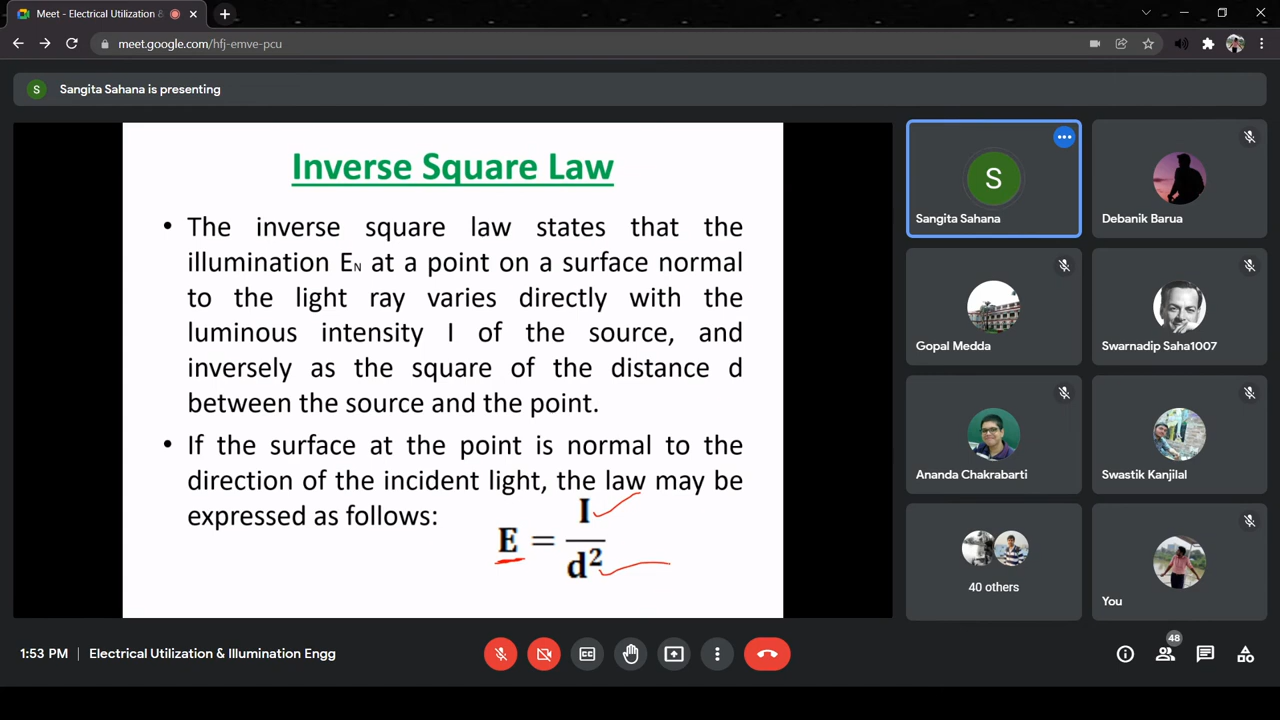 Meet - Electrical Utilization &
meet.google.com/hfj-emve-pcu
S
Sangita Sahana is presenting
Inverse Square Law
• The inverse square law states that the
illumination EN at a point on a surface normal
to the light ray varies directly with the
luminous intensity I of the source, and
inversely as the square of the distance d
between the source and the point.
• If the surface at the point is normal to the
direction of the incident light, the law may be
expressed as follows:
E = I / d²
S
Sangita Sahana
Debanik Barua
Gopal Medda
Swarnadip Saha1007
Ananda Chakrabarti
Swastik Kanjilal
40 others
You
1:53 PM
Electrical Utilization & Illumination Engg
48